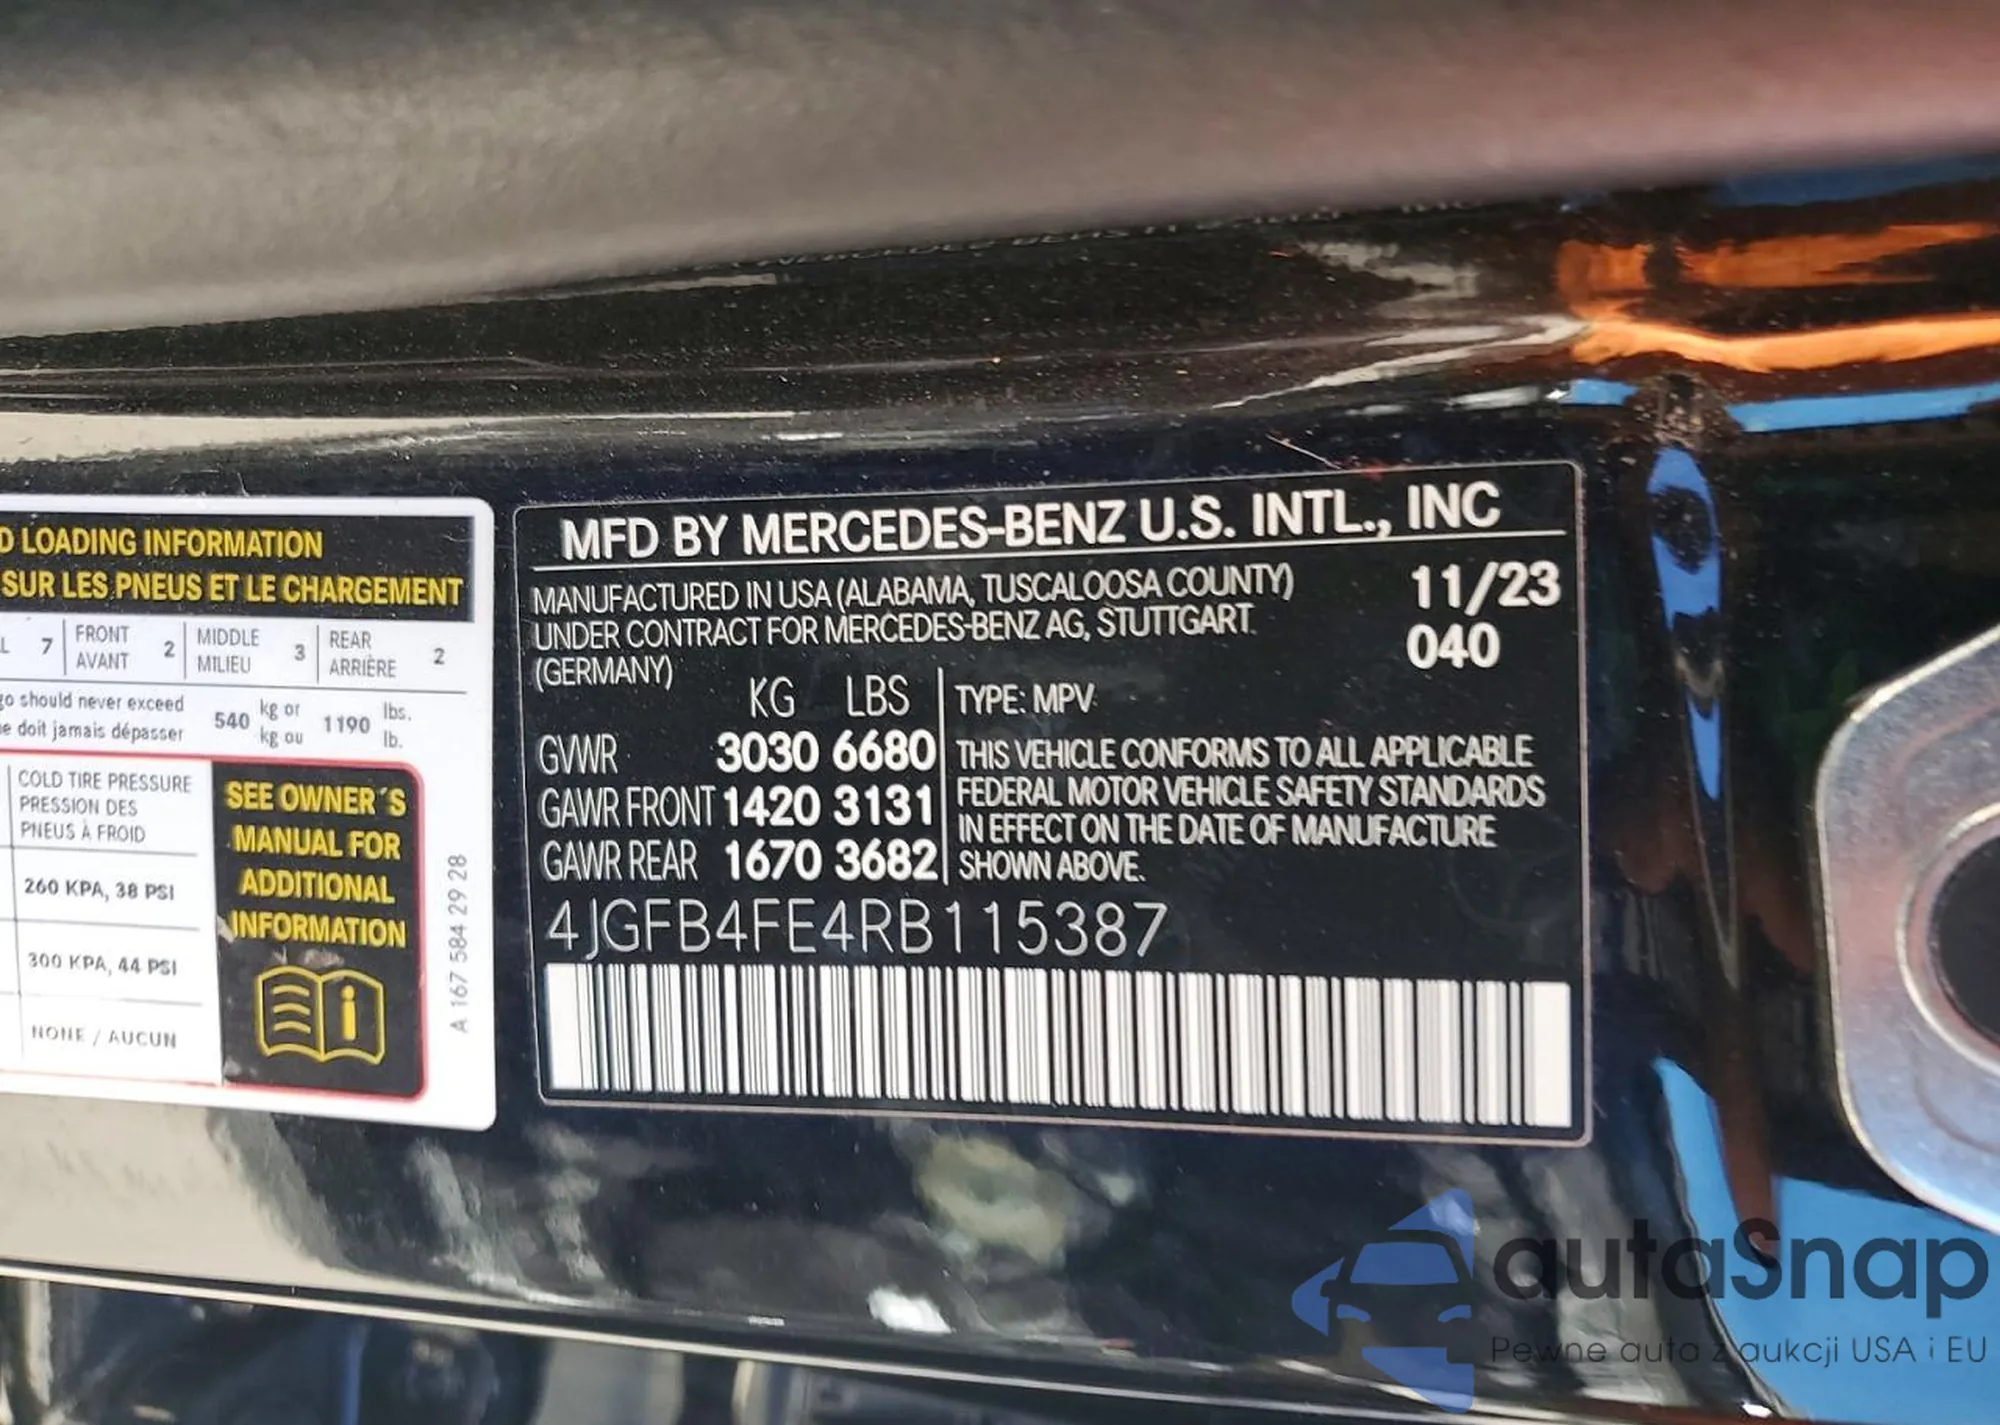 D LOADING INFORMATION
SUR LES PNEUS ET LE CHARGEMENT
L 7 FRONT AVANT 2 MIDDLE MILIEU 3 REAR ARRIÈRE 2
go should never exceed 540 kg or 1190 lbs.
e doit jamais dépasser kg ou lb.
COLD TIRE PRESSURE
PRESSION DES
PNEUS À FROID
260 KPA, 38 PSI
300 KPA, 44 PSI
NONE / AUCUN
SEE OWNER´S
MANUAL FOR
ADDITIONAL
INFORMATION
A 167 584 29 28
MFD BY MERCEDES-BENZ U.S. INTL., INC
MANUFACTURED IN USA (ALABAMA, TUSCALOOSA COUNTY) 11/23
UNDER CONTRACT FOR MERCEDES-BENZ AG, STUTTGART 040
(GERMANY)
KG LBS
GVWR 3030 6680
GAWR FRONT 1420 3131
GAWR REAR 1670 3682
TYPE: MPV
THIS VEHICLE CONFORMS TO ALL APPLICABLE
FEDERAL MOTOR VEHICLE SAFETY STANDARDS
IN EFFECT ON THE DATE OF MANUFACTURE
SHOWN ABOVE.
4JGFB4FE4RB115387
autaSnap
Pewne auta z aukcji USA i EU